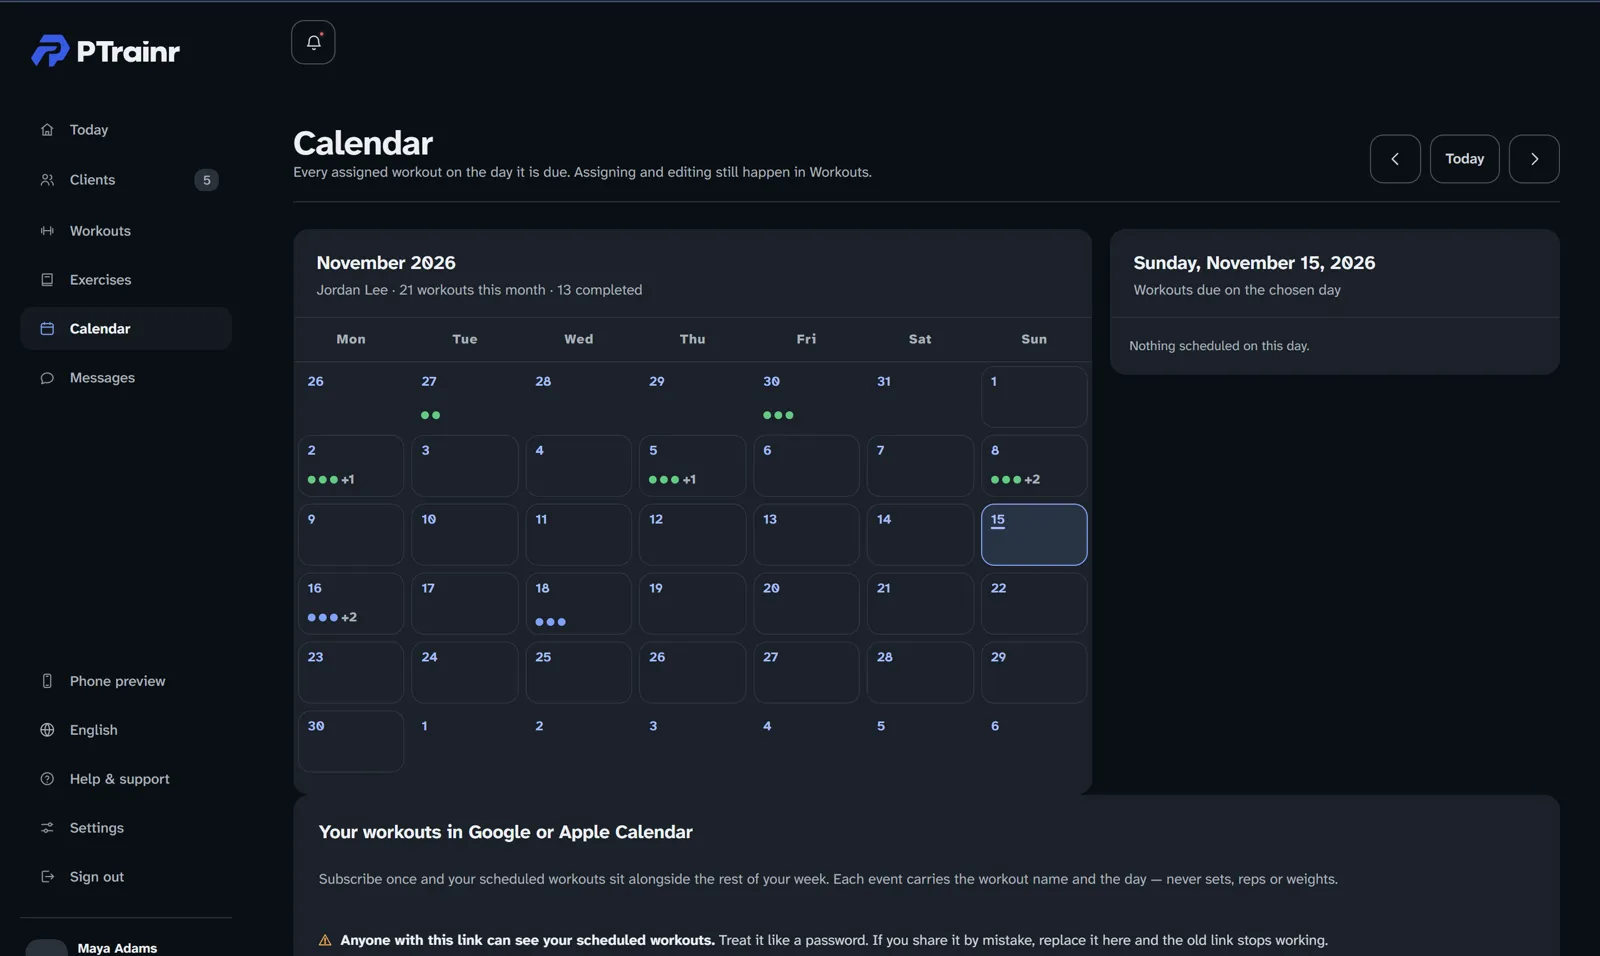 PTrainr
Today
Clients 5
Workouts
Exercises
Calendar
Messages
Phone preview
English
Help & support
Settings
Sign out
Maya Adams
Calendar
Every assigned workout on the day it is due. Assigning and editing still happen in Workouts.
Today
November 2026
Jordan Lee · 21 workouts this month · 13 completed
Mon Tue Wed Thu Fri Sat Sun
26 27 28 29 30 31 1
2 3 4 5 6 7 8
+1 +1 +2
9 10 11 12 13 14 15
16 17 18 19 20 21 22
+2
23 24 25 26 27 28 29
30 1 2 3 4 5 6
Sunday, November 15, 2026
Workouts due on the chosen day
Nothing scheduled on this day.
Your workouts in Google or Apple Calendar
Subscribe once and your scheduled workouts sit alongside the rest of your week. Each event carries the workout name and the day — never sets, reps or weights.
Anyone with this link can see your scheduled workouts. Treat it like a password. If you share it by mistake, replace it here and the old link stops working.